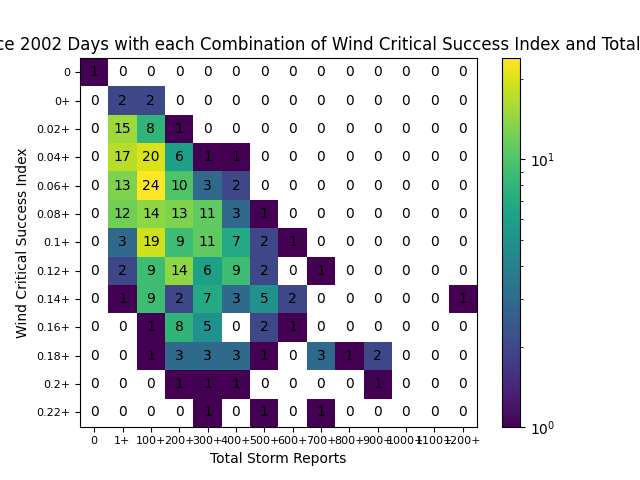 ce 2002 Days with each Combination of Wind Critical Success Index and Total
Wind Critical Success Index
0 1 0 0 0 0 0 0 0 0 0 0 0 0 0
0+ 0 2 2 0 0 0 0 0 0 0 0 0 0 0
0.02+ 0 15 8 1 0 0 0 0 0 0 0 0 0 0
0.04+ 0 17 20 6 1 1 0 0 0 0 0 0 0 0
0.06+ 0 13 24 10 3 2 0 0 0 0 0 0 0 0
0.08+ 0 12 14 13 11 3 1 0 0 0 0 0 0 0
0.1+ 0 3 19 9 11 7 2 1 0 0 0 0 0 0
0.12+ 0 2 9 14 6 9 2 0 1 0 0 0 0 0
0.14+ 0 1 9 2 7 3 5 2 0 0 0 0 0 1
0.16+ 0 0 1 8 5 0 2 1 0 0 0 0 0 0
0.18+ 0 0 1 3 3 3 1 0 3 1 2 0 0 0
0.2+ 0 0 0 1 1 1 0 0 0 0 1 0 0 0
0.22+ 0 0 0 0 1 0 1 0 1 0 0 0 0 0
0 1+ 100+ 200+ 300+ 400+ 500+ 600+ 700+ 800+ 900+ 1000+ 1100+ 1200+
Total Storm Reports
10¹
10⁰